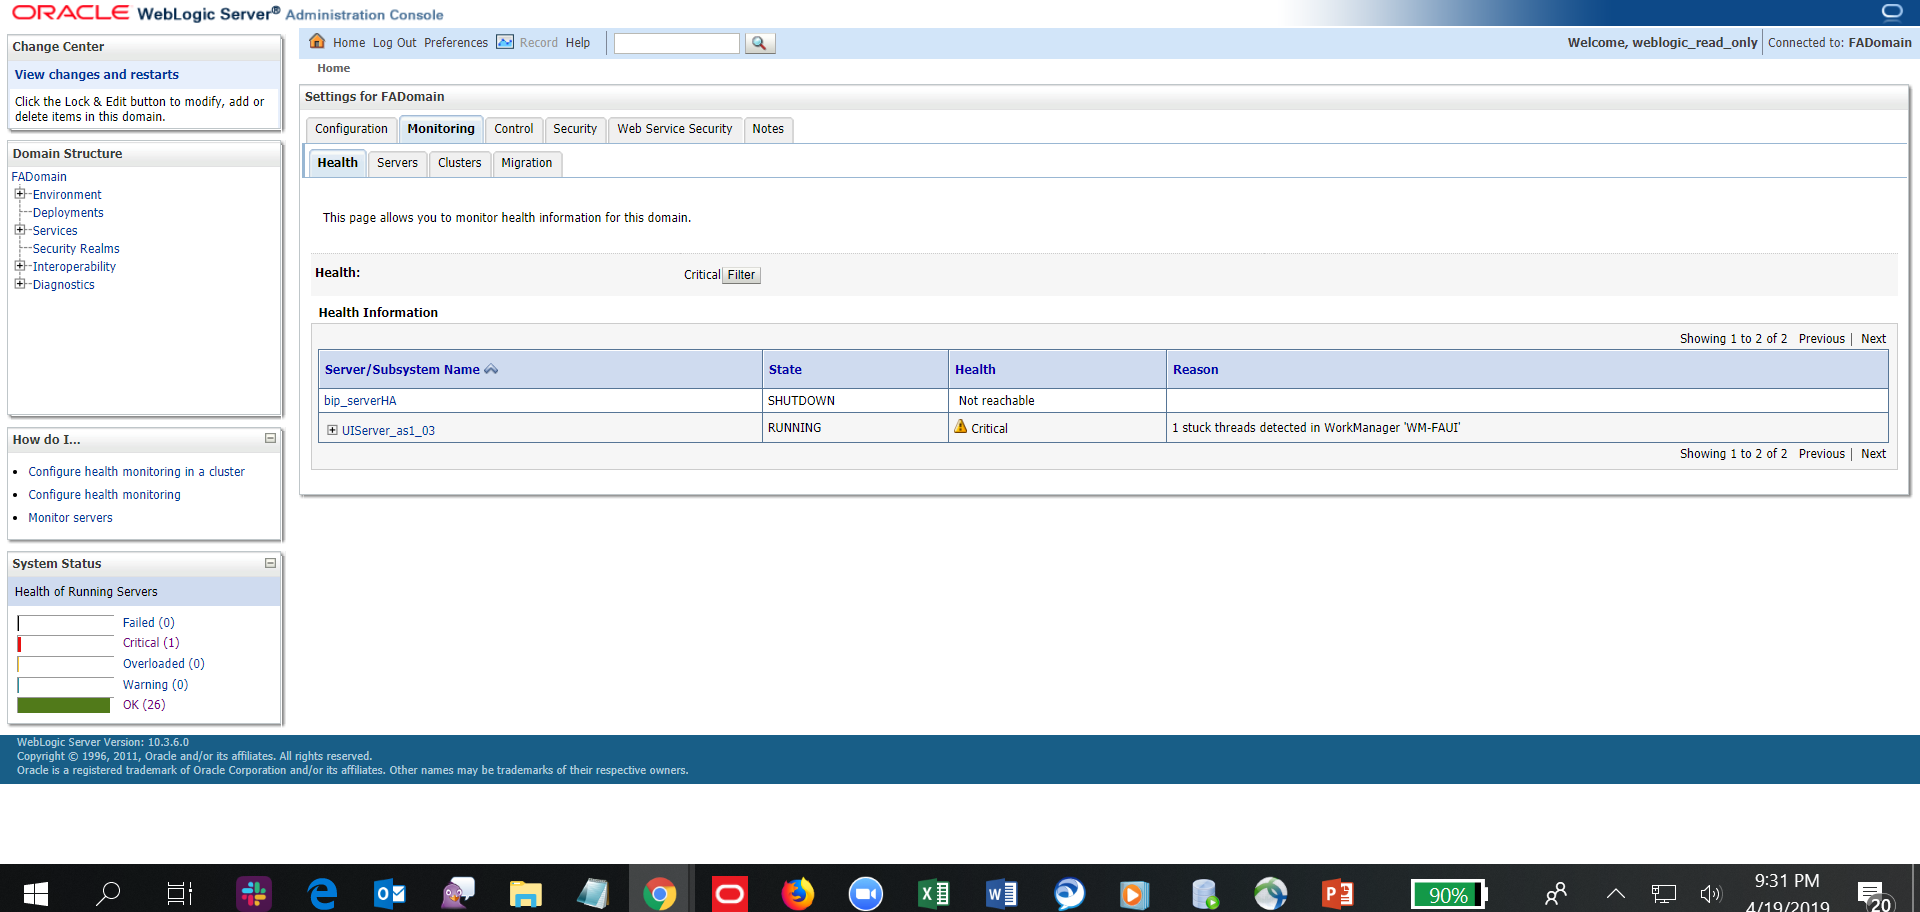 ORACLE WebLogic Server® Administration Console
Change Center
View changes and restarts
Click the Lock & Edit button to modify, add or
delete items in this domain.
Domain Structure
FADomain
Environment
Deployments
Services
Security Realms
Interoperability
Diagnostics
How do I...
Configure health monitoring in a cluster
Configure health monitoring
Monitor servers
System Status
Health of Running Servers
Failed (0)
Critical (1)
Overloaded (0)
Warning (0)
OK (26)
Home Log Out Preferences Record Help
Welcome, weblogic_read_only Connected to: FADomain
Home
Settings for FADomain
Configuration Monitoring Control Security Web Service Security Notes
Health Servers Clusters Migration
This page allows you to monitor health information for this domain.
Health: Critical Filter
Health Information
Showing 1 to 2 of 2 Previous | Next
Server/Subsystem Name State Health Reason
bip_serverHA SHUTDOWN Not reachable
UIServer_as1_03 RUNNING Critical 1 stuck threads detected in WorkManager 'WM-FAUI'
Showing 1 to 2 of 2 Previous | Next
WebLogic Server Version: 10.3.6.0
Copyright © 1996, 2011, Oracle and/or its affiliates. All rights reserved.
Oracle is a registered trademark of Oracle Corporation and/or its affiliates. Other names may be trademarks of their respective owners.
90%
9:31 PM
4/19/2019
20